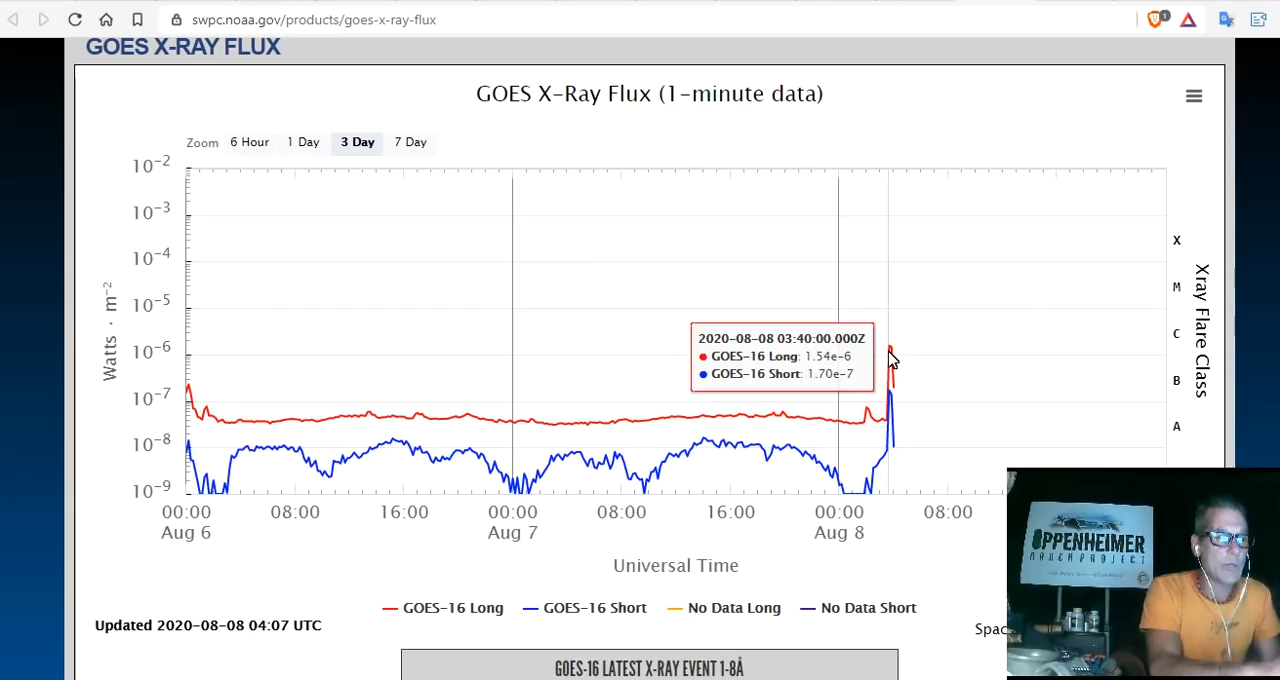 swpc.noaa.gov/products/goes-x-ray-flux
1
GOES X-RAY FLUX
GOES X-Ray Flux (1-minute data)
Zoom 6 Hour 1 Day 3 Day 7 Day
10-2
10-3
10-4
10-5
10-6
10-7
10-8
10-9
Watts · m-2
X
M
C
B
A
Xray Flare Class
2020-08-08 03:40:00.000Z
GOES-16 Long: 1.54e-6
GOES-16 Short: 1.70e-7
00:00 08:00 16:00 00:00 08:00 16:00 00:00 08:00
Aug 6 Aug 7 Aug 8
Universal Time
GOES-16 Long GOES-16 Short No Data Long No Data Short
Updated 2020-08-08 04:07 UTC
Spac
GOES-16 LATEST X-RAY EVENT 1-8Å
OPPENHEIMER
RANCH PROJECT